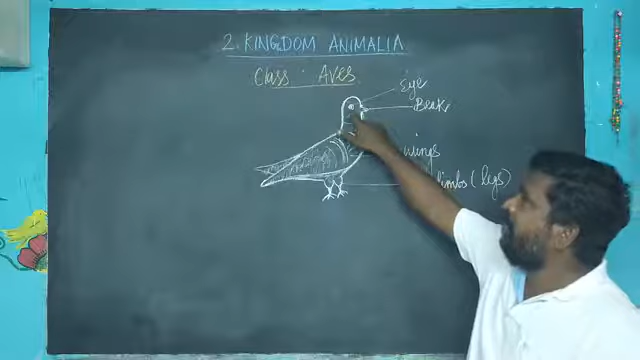 2. KINGDOM ANIMALIA
Class : Aves
Eye
Beak
wings
limbs (legs)